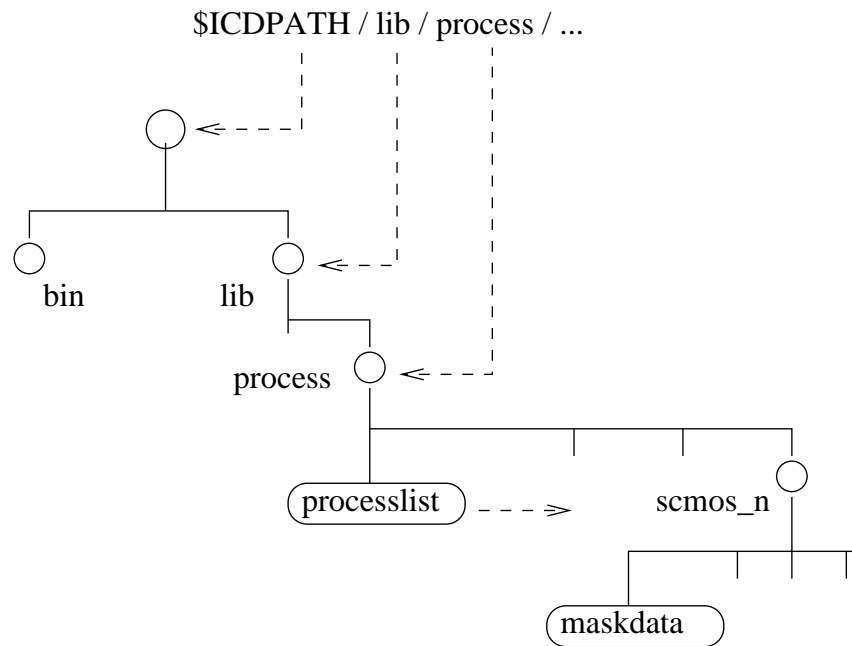 $ICDPATH / lib / process / ...
bin
lib
process
processlist
scmos_n
maskdata